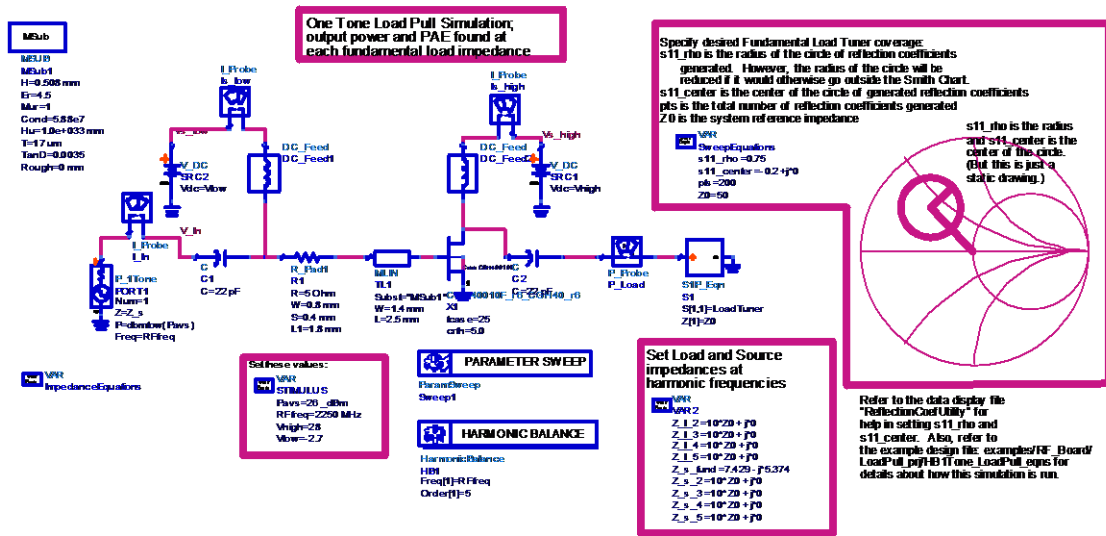 One Tone Load Pull Simulation;
output power and PAE found at
each fundamental load impedance
MSub
MSUB
MSub1
H=0.508 mm
Er=4.5
Mur=1
Cond=5.88e7
Hu=1.0e+033 mm
T=17 um
TanD=0.0035
Rough=0 mm
I_Probe
Is_low
Vs_low
V_DC
SRC2
Vdc=Vlow
DC_Feed
DC_Feed1
I_Probe
Is_high
Vs_high
DC_Feed
DC_Feed2
V_DC
SRC1
Vdc=Vhigh
V_In
I_Probe
I_In
P_1Tone
PORT1
Num=1
Z=Z_s
P=dbmtow(Pavs)
Freq=RFfreq
C
C1
C=22 pF
R_Pad1
R1
R=5 Ohm
W=0.8 mm
S=0.4 mm
L1=1.8 mm
MLIN
TL1
Subst="MSub1"
W=1.4 mm
L=2.5 mm
X1
tcase=25
crth=5.0
C
C2
C=22 pF
P_Probe
P_Load
S1P_Eqn
S1
S[1,1]=LoadTuner
Z[1]=Z0
Specify desired Fundamental Load Tuner coverage:
s11_rho is the radius of the circle of reflection coefficients
generated. However, the radius of the circle will be
reduced if it would otherwise go outside the Smith Chart.
s11_center is the center of the circle of generated reflection coefficients
pts is the total number of reflection coefficients generated
Z0 is the system reference impedance
VAR
SweepEquations
s11_rho=0.75
s11_center=-0.2+j*0
pts=200
Z0=50
s11_rho is the radius
and s11_center is the
center of the circle.
(But this is just a
static drawing.)
VAR
ImpedanceEquations
Set these values:
VAR
STIMULUS
Pavs=26 _dBm
RFfreq=2250 MHz
Vhigh=28
Vlow=-2.7
PARAMETER SWEEP
ParamSweep
Sweep1
HARMONIC BALANCE
HarmonicBalance
HB1
Freq[1]=RFfreq
Order[1]=5
Set Load and Source
impedances at
harmonic frequencies
VAR
VAR2
Z_l_2=10*Z0+j*0
Z_l_3=10*Z0+j*0
Z_l_4=10*Z0+j*0
Z_l_5=10*Z0+j*0
Z_s_fund=7.429-j*5.374
Z_s_2=10*Z0+j*0
Z_s_3=10*Z0+j*0
Z_s_4=10*Z0+j*0
Z_s_5=10*Z0+j*0
Refer to the data display file
"ReflectionCoefUtility" for
help in setting s11_rho and
s11_center. Also, refer to
the example design file: examples/RF_Board/
LoadPull_prj/HB1Tone_LoadPull_eqns for
details about how this simulation is run.